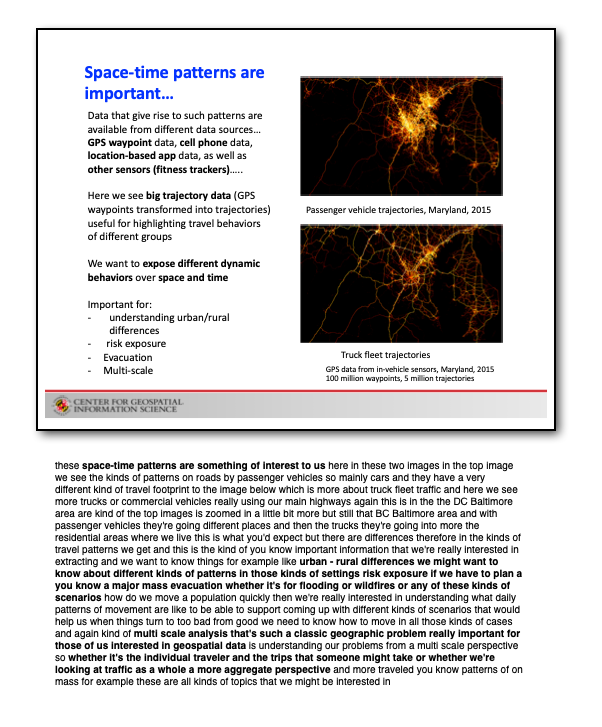 Space-time patterns are
important…
Data that give rise to such patterns are
available from different data sources…
GPS waypoint data, cell phone data,
location-based app data, as well as
other sensors (fitness trackers)…..
Here we see big trajectory data (GPS
waypoints transformed into trajectories)
useful for highlighting travel behaviors
of different groups
We want to expose different dynamic
behaviors over space and time
Important for:
- understanding urban/rural
differences
- risk exposure
- Evacuation
- Multi-scale
Passenger vehicle trajectories, Maryland, 2015
Truck fleet trajectories
GPS data from in-vehicle sensors, Maryland, 2015
100 million waypoints, 5 million trajectories
CENTER FOR GEOSPATIAL
INFORMATION SCIENCE
these space-time patterns are something of interest to us here in these two images in the top image
we see the kinds of patterns on roads by passenger vehicles so mainly cars and they have a very
different kind of travel footprint to the image below which is more about truck fleet traffic and here we see
more trucks or commercial vehicles really using our main highways again this is in the the DC Baltimore
area are kind of the top images is zoomed in a little bit more but still that BC Baltimore area and with
passenger vehicles they're going different places and then the trucks they're going into more the
residential areas where we live this is what you'd expect but there are differences therefore in the kinds of
travel patterns we get and this is the kind of you know important information that we're really interested in
extracting and we want to know things for example like urban - rural differences we might want to
know about different kinds of patterns in those kinds of settings risk exposure if we have to plan a
you know a major mass evacuation whether it's for flooding or wildfires or any of these kinds of
scenarios how do we move a population quickly then we're really interested in understanding what daily
patterns of movement are like to be able to support coming up with different kinds of scenarios that would
help us when things turn to too bad from good we need to know how to move in all those kinds of cases
and again kind of multi scale analysis that's such a classic geographic problem really important for
those of us interested in geospatial data is understanding our problems from a multi scale perspective
so whether it's the individual traveler and the trips that someone might take or whether we're
looking at traffic as a whole a more aggregate perspective and more traveled you know patterns of on
mass for example these are all kinds of topics that we might be interested in